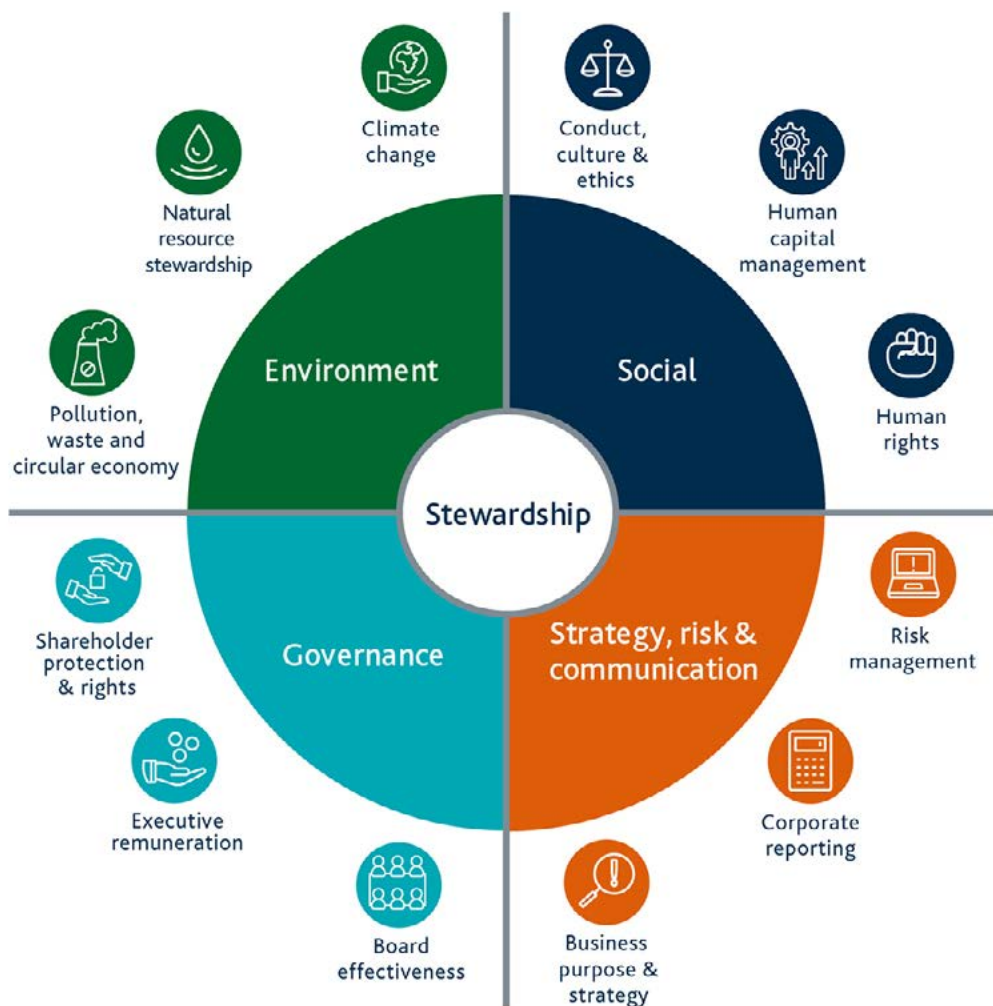 Climate
change
Natural
resource
stewardship
Pollution,
waste and
circular economy
Environment
Conduct,
culture &
ethics
Human
capital
management
Human
rights
Social
Stewardship
Shareholder
protection
& rights
Executive
remuneration
Board
effectiveness
Governance
Strategy, risk &
communication
Risk
management
Corporate
reporting
Business
purpose &
strategy